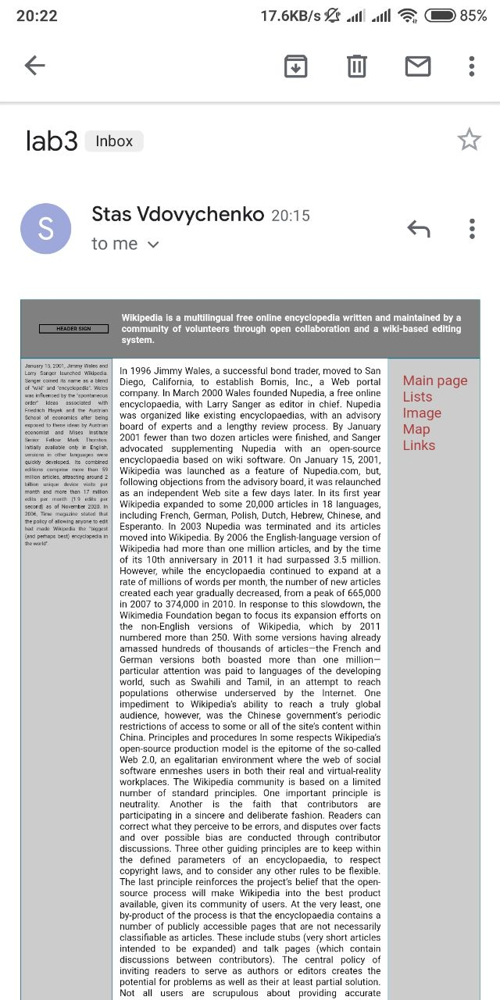 20:22
17.6KB/s
85%
lab3 Inbox
Stas Vdovychenko 20:15
to me
S
HEADER SIGN
Wikipedia is a multilingual free online encyclopedia written and maintained by a
community of volunteers through open collaboration and a wiki-based editing
system.
January 15, 2001, Jimmy Wales and
Larry Sanger launched Wikipedia.
Sanger coined its name as a blend
of "wiki" and "encyclopedia". Wales
was influenced by the "spontaneous
order" ideas associated with
Friedrich Hayek and the Austrian
School of economics after being
exposed to these ideas by Austrian
economist and Mises Institute
Senior Fellow Mark Thornton.
Initially available only in English,
versions in other languages were
quickly developed. Its combined
editions comprise more than 59
million articles, attracting around 2
billion unique device visits per
month and more than 17 million
edits per month (1.9 edits per
second) as of November 2020. In
2006, Time magazine stated that
the policy of allowing anyone to edit
had made Wikipedia the "biggest
(and perhaps best) encyclopedia in
the world".
In 1996 Jimmy Wales, a successful bond trader, moved to San
Diego, California, to establish Bomis, Inc., a Web portal
company. In March 2000 Wales founded Nupedia, a free online
encyclopaedia, with Larry Sanger as editor in chief. Nupedia
was organized like existing encyclopaedias, with an advisory
board of experts and a lengthy review process. By January
2001 fewer than two dozen articles were finished, and Sanger
advocated supplementing Nupedia with an open-source
encyclopaedia based on wiki software. On January 15, 2001,
Wikipedia was launched as a feature of Nupedia.com, but,
following objections from the advisory board, it was relaunched
as an independent Web site a few days later. In its first year
Wikipedia expanded to some 20,000 articles in 18 languages,
including French, German, Polish, Dutch, Hebrew, Chinese, and
Esperanto. In 2003 Nupedia was terminated and its articles
moved into Wikipedia. By 2006 the English-language version of
Wikipedia had more than one million articles, and by the time
of its 10th anniversary in 2011 it had surpassed 3.5 million.
However, while the encyclopaedia continued to expand at a
rate of millions of words per month, the number of new articles
created each year gradually decreased, from a peak of 665,000
in 2007 to 374,000 in 2010. In response to this slowdown, the
Wikimedia Foundation began to focus its expansion efforts on
the non-English versions of Wikipedia, which by 2011
numbered more than 250. With some versions having already
amassed hundreds of thousands of articles—the French and
German versions both boasted more than one million—
particular attention was paid to languages of the developing
world, such as Swahili and Tamil, in an attempt to reach
populations otherwise underserved by the Internet. One
impediment to Wikipedia's ability to reach a truly global
audience, however, was the Chinese government's periodic
restrictions of access to some or all of the site's content within
China. Principles and procedures In some respects Wikipedia's
open-source production model is the epitome of the so-called
Web 2.0, an egalitarian environment where the web of social
software enmeshes users in both their real and virtual-reality
workplaces. The Wikipedia community is based on a limited
number of standard principles. One important principle is
neutrality. Another is the faith that contributors are
participating in a sincere and deliberate fashion. Readers can
correct what they perceive to be errors, and disputes over facts
and over possible bias are conducted through contributor
discussions. Three other guiding principles are to keep within
the defined parameters of an encyclopaedia, to respect
copyright laws, and to consider any other rules to be flexible.
The last principle reinforces the project's belief that the open-
source process will make Wikipedia into the best product
available, given its community of users. At the very least, one
by-product of the process is that the encyclopaedia contains a
number of publicly accessible pages that are not necessarily
classifiable as articles. These include stubs (very short articles
intended to be expanded) and talk pages (which contain
discussions between contributors). The central policy of
inviting readers to serve as authors or editors creates the
potential for problems as well as their at least partial solution.
Not all users are scrupulous about providing accurate
Main page
Lists
Image
Map
Links